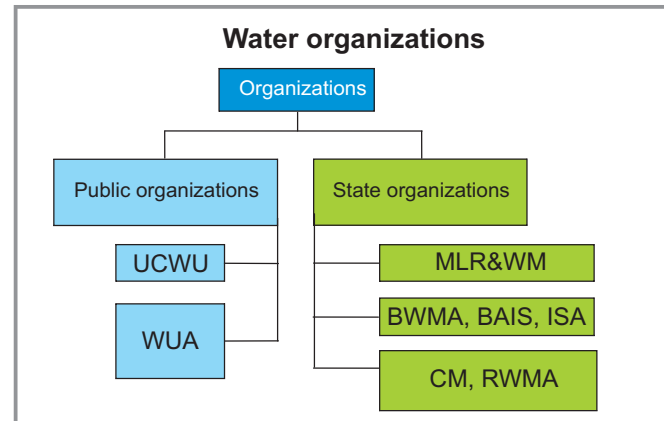 Water organizations
Organizations
Public organizations
State organizations
UCWU
WUA
MLR&WM
BWMA, BAIS, ISA
CM, RWMA